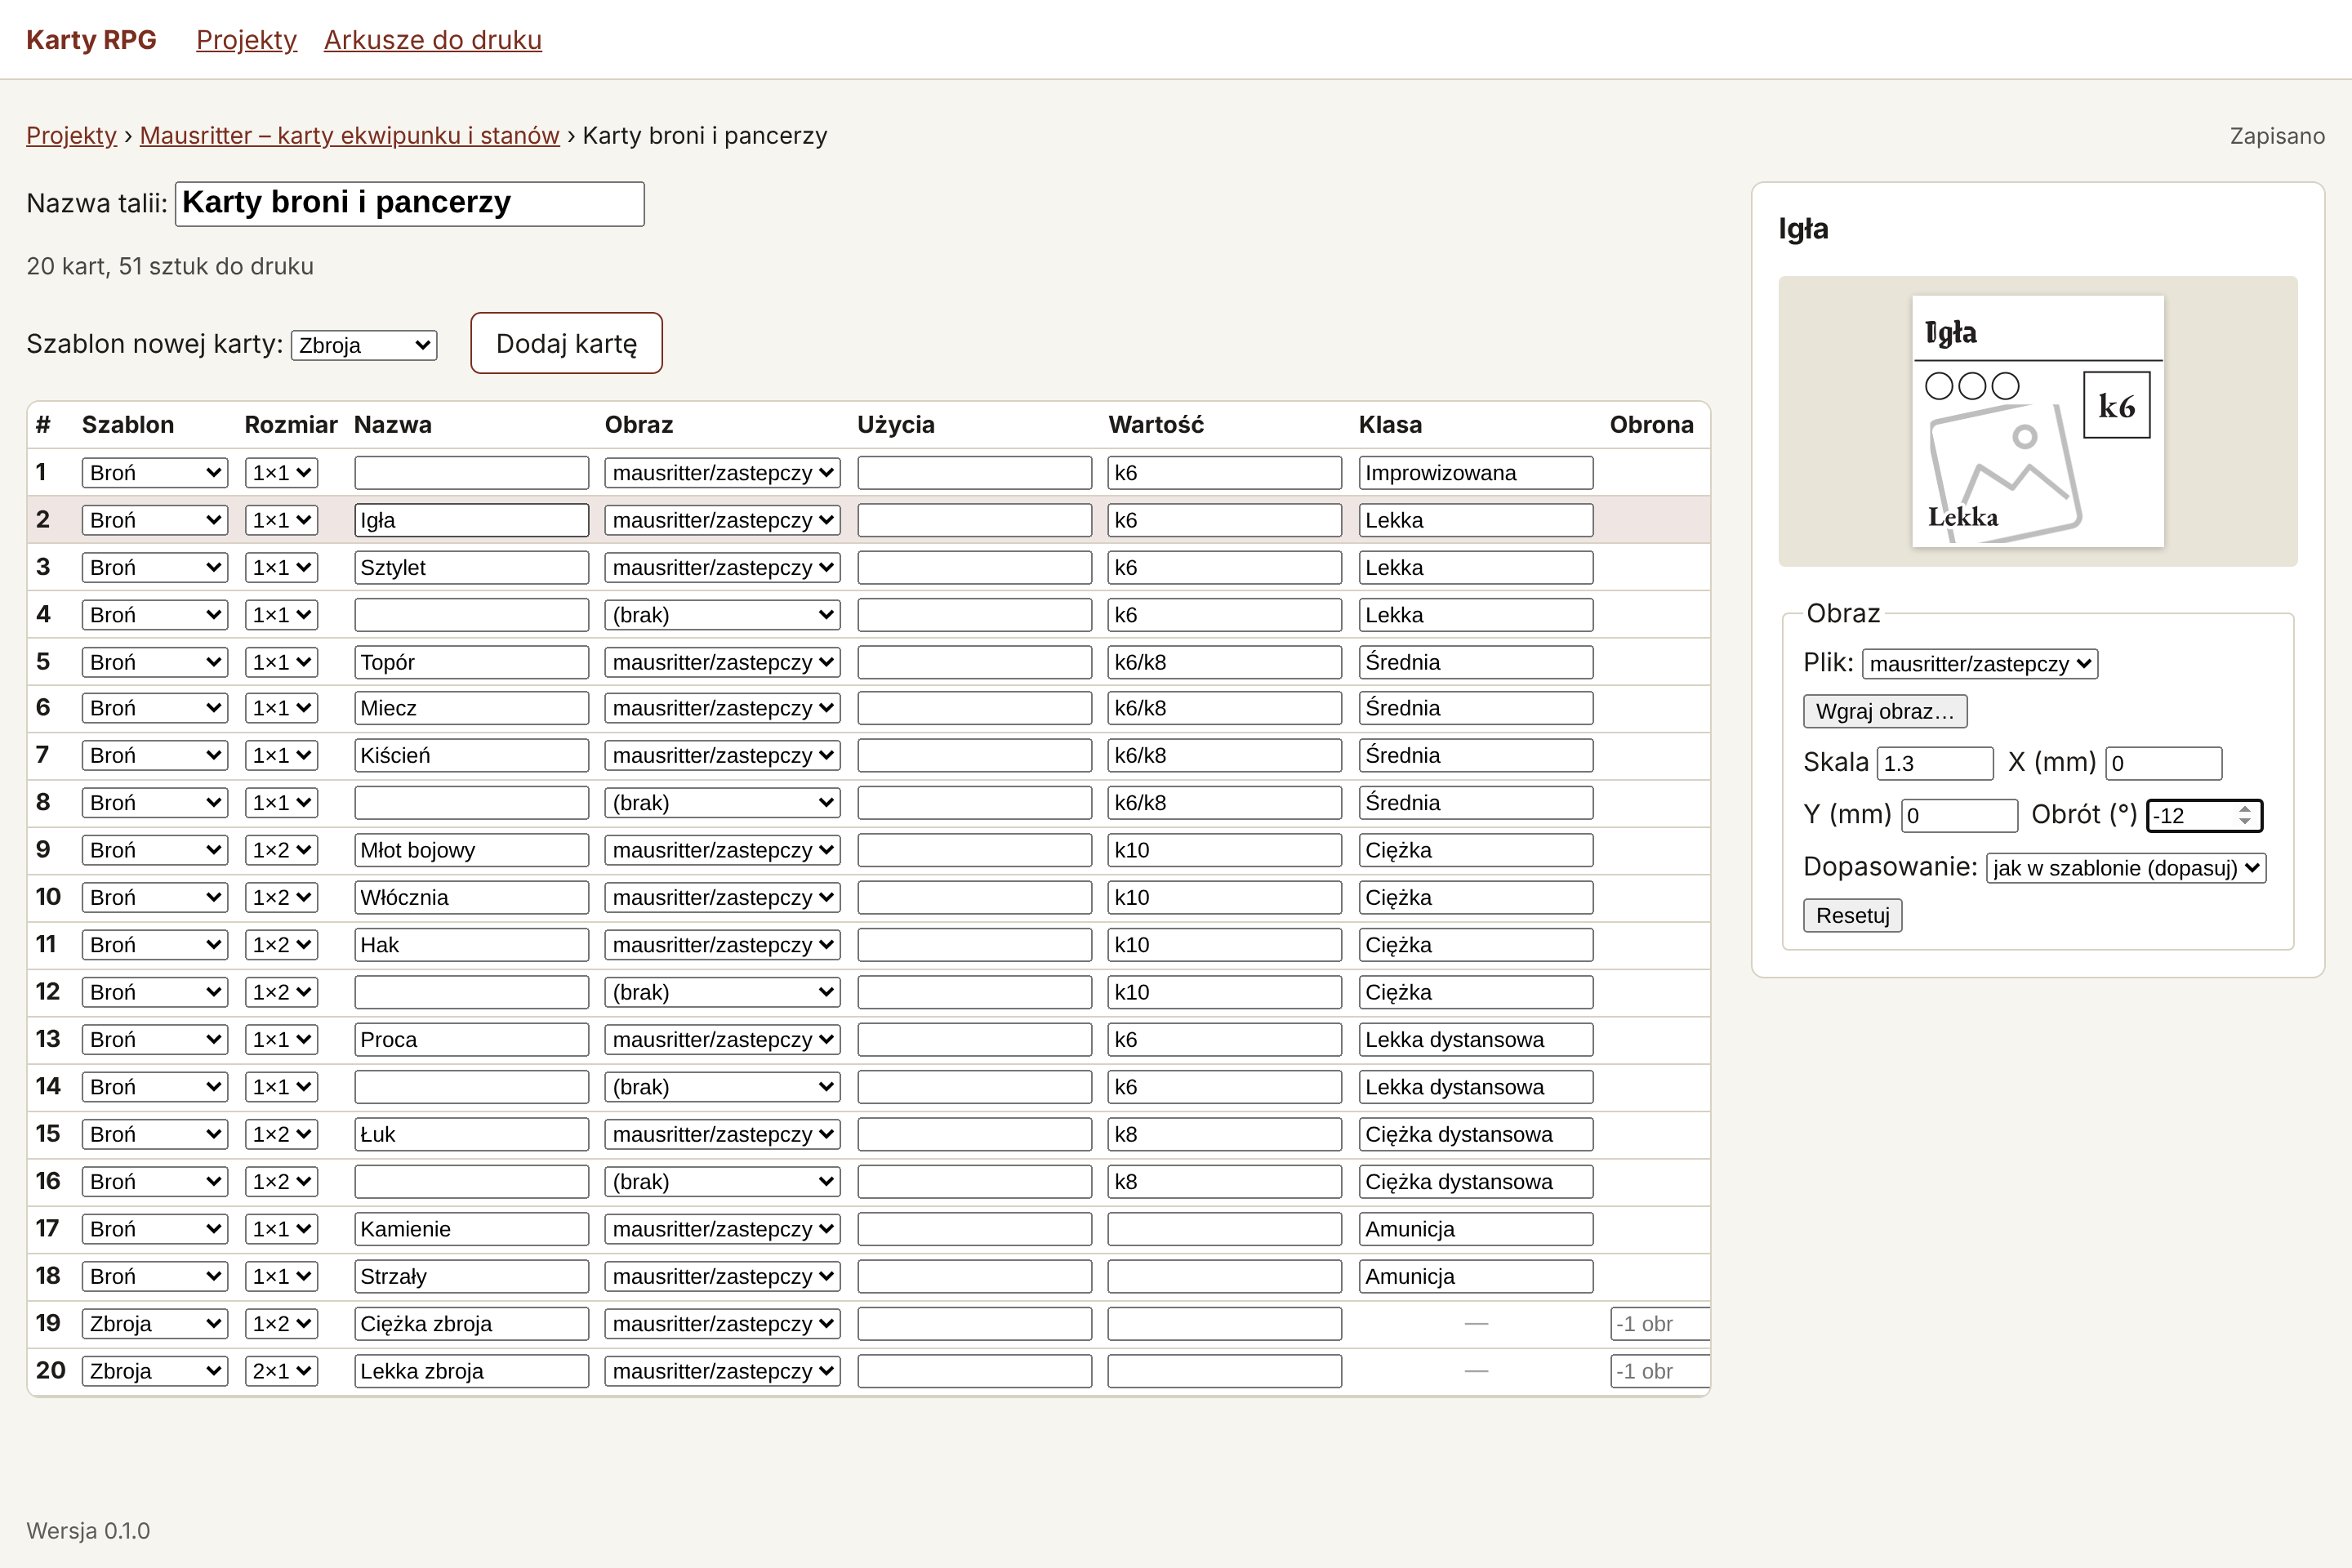 Karty RPG Projekty Arkusze do druku
Projekty › Mausritter – karty ekwipunku i stanów › Karty broni i pancerzy
Zapisano
Nazwa talii: Karty broni i pancerzy
20 kart, 51 sztuk do druku
Szablon nowej karty: Zbroja Dodaj kartę
# Szablon Rozmiar Nazwa Obraz Użycia Wartość Klasa Obrona
1 Broń 1×1 mausritter/zastepczy k6 Improwizowana
2 Broń 1×1 Igła mausritter/zastepczy k6 Lekka
3 Broń 1×1 Sztylet mausritter/zastepczy k6 Lekka
4 Broń 1×1 (brak) k6 Lekka
5 Broń 1×1 Topór mausritter/zastepczy k6/k8 Średnia
6 Broń 1×1 Miecz mausritter/zastepczy k6/k8 Średnia
7 Broń 1×1 Kiścień mausritter/zastepczy k6/k8 Średnia
8 Broń 1×1 (brak) k6/k8 Średnia
9 Broń 1×2 Młot bojowy mausritter/zastepczy k10 Ciężka
10 Broń 1×2 Włócznia mausritter/zastepczy k10 Ciężka
11 Broń 1×2 Hak mausritter/zastepczy k10 Ciężka
12 Broń 1×2 (brak) k10 Ciężka
13 Broń 1×1 Proca mausritter/zastepczy k6 Lekka dystansowa
14 Broń 1×1 (brak) k6 Lekka dystansowa
15 Broń 1×2 Łuk mausritter/zastepczy k8 Ciężka dystansowa
16 Broń 1×2 (brak) k8 Ciężka dystansowa
17 Broń 1×1 Kamienie mausritter/zastepczy Amunicja
18 Broń 1×1 Strzały mausritter/zastepczy Amunicja
19 Zbroja 1×2 Ciężka zbroja mausritter/zastepczy — -1 obr
20 Zbroja 2×1 Lekka zbroja mausritter/zastepczy — -1 obr
Igła
Igła
k6
Lekka
Obraz
Plik: mausritter/zastepczy
Wgraj obraz…
Skala 1.3 X (mm) 0
Y (mm) 0 Obrót (°) -12
Dopasowanie: jak w szablonie (dopasuj)
Resetuj
Wersja 0.1.0